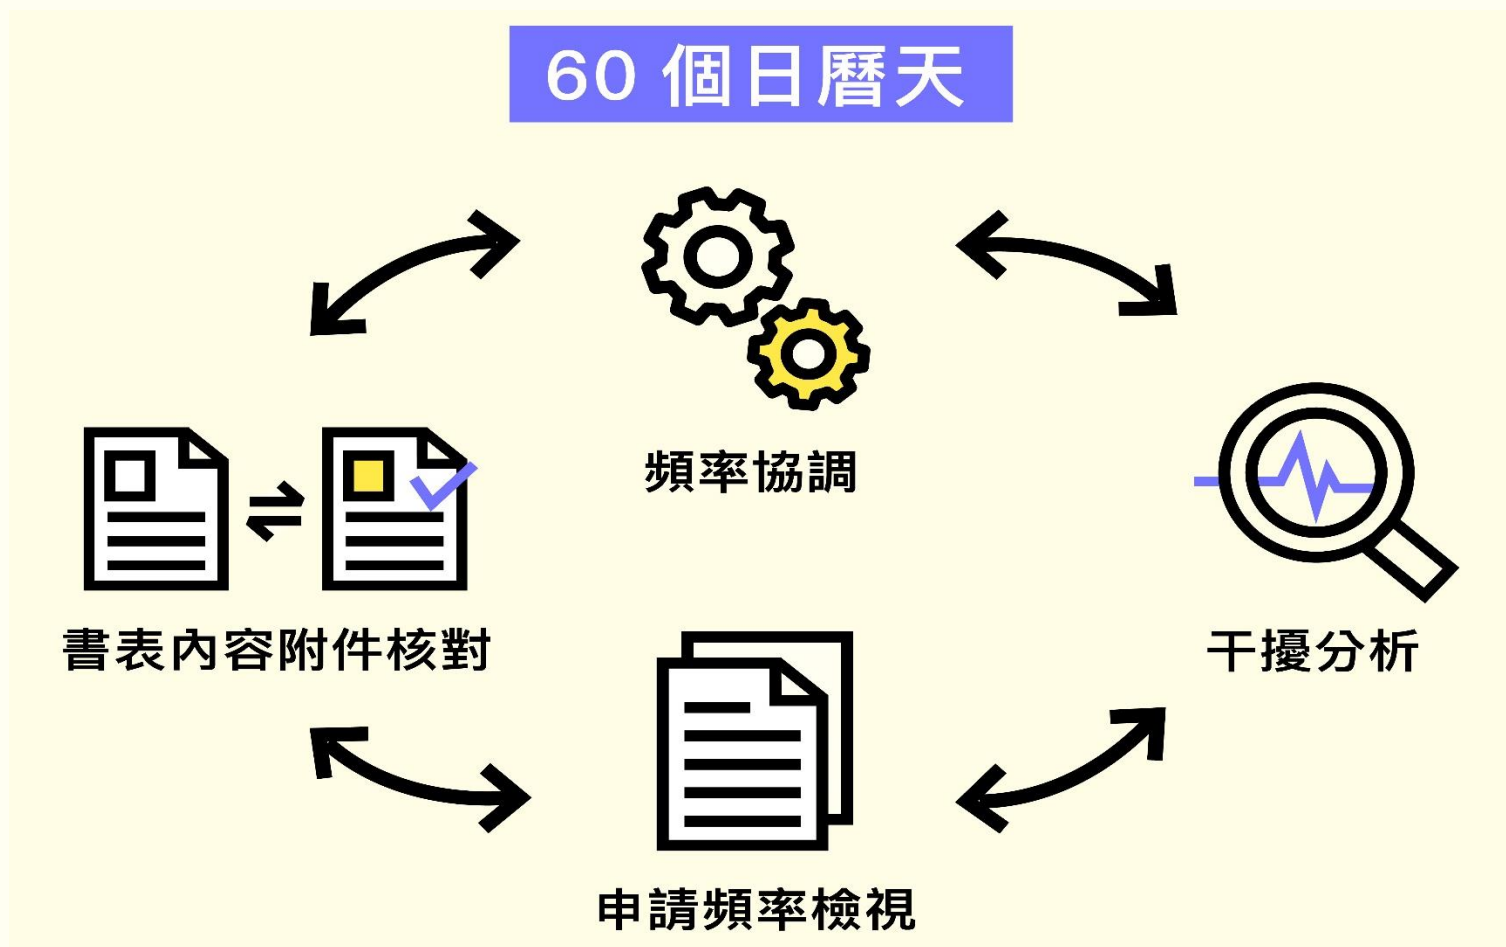 60 個日曆天
頻率協調
書表內容附件核對
干擾分析
申請頻率檢視